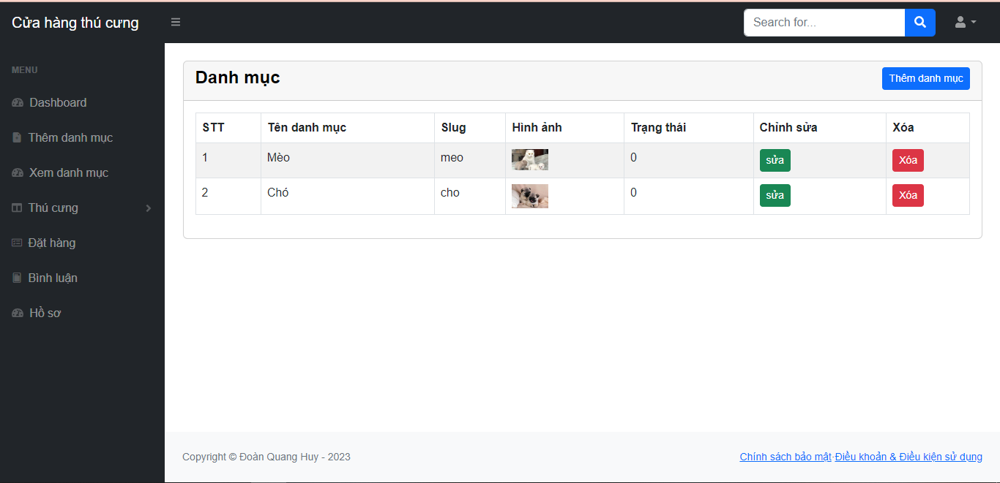 Cửa hàng thú cưng
Search for...
MENU
Dashboard
Thêm danh mục
Xem danh mục
Thú cưng
Đặt hàng
Bình luận
Hồ sơ
Danh mục
Thêm danh mục
STT Tên danh mục Slug Hình ảnh Trạng thái Chỉnh sửa Xóa
1 Mèo meo 0 sửa Xóa
2 Chó cho 0 sửa Xóa
Copyright © Đoàn Quang Huy - 2023
Chính sách bảo mật·Điều khoản & Điều kiện sử dụng